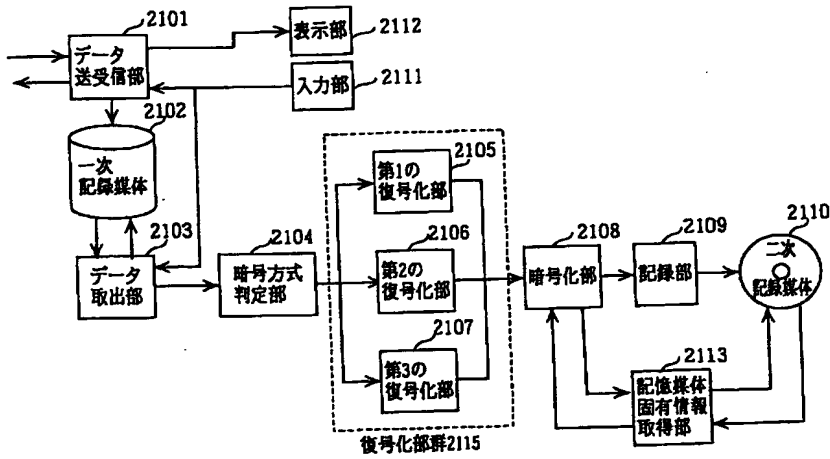 2101
データ
送受信部
表示部
2112
入力部
2111
2102
一次
記録媒体
2103
データ
取出部
2104
暗号方式
判定部
2105
第1の
復号化部
2106
第2の
復号化部
2107
第3の
復号化部
復号化部群2115
2108
暗号化部
2109
記録部
2110
二次
記録媒体
2113
記憶媒体
固有情報
取得部